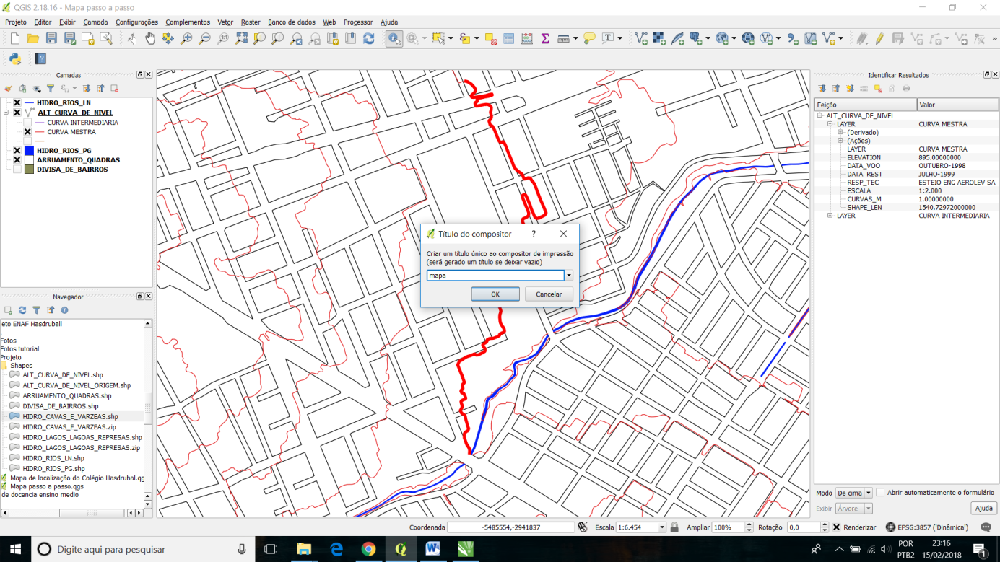 QGIS 2.18.16 - Mapa passo a passo
Projeto Editar Exibir Camada Configurações Complementos Vetor Raster Banco de dados Web Processar Ajuda
Camadas
HIDRO_RIOS_LN
ALT_CURVA_DE_NIVEL
CURVA INTERMEDIARIA
CURVA MESTRA
HIDRO_RIOS_PG
ARRUAMENTO_QUADRAS
DIVISA_DE_BAIRROS
Navegador
eto ENAF Hasdruball
Fotos
Fotos tutorial
Projeto
Shapes
ALT_CURVA_DE_NIVEL.shp
ALT_CURVA_DE_NIVEL_ORIGEM.shp
ARRUAMENTO_QUADRAS.shp
DIVISA_DE_BAIRROS.shp
HIDRO_CAVAS_E_VARZEAS.shp
HIDRO_CAVAS_E_VARZEAS.zip
HIDRO_LAGOS_LAGOAS_REPRESAS.shp
HIDRO_LAGOS_LAGOAS_REPRESAS.zip
HIDRO_RIOS_LN.shp
HIDRO_RIOS_PG.shp
Mapa de localização do Colégio Hasdrubal.qg
Mapa passo a passo.qgs
de docencia ensino medio
Título do compositor ?
Criar um título único ao compositor de impressão
(será gerado um título se deixar vazio)
mapa
OK Cancelar
Identificar Resultados
Feição Valor
ALT_CURVA_DE_NIVEL
LAYER CURVA MESTRA
(Derivado)
(Ações)
LAYER CURVA MESTRA
ELEVATION 895.00000000
DATA_VOO OUTUBRO-1998
DATA_REST JULHO-1999
RESP_TEC ESTEIO ENG AEROLEV SA
ESCALA 1:2.000
CURVAS_M 1.00000000
SHAPE_LEN 1540.72972000000
LAYER CURVA INTERMEDIARIA
Modo De cima Abrir automaticamente o formulário
Exibir Árvore Ajuda
Coordenada -5485554,-2941837 Escala 1:6.454 Ampliar 100% Rotação 0,0 Renderizar EPSG:3857 ('Dinâmica')
Digite aqui para pesquisar
POR
PTB2
23:16
15/02/2018
1